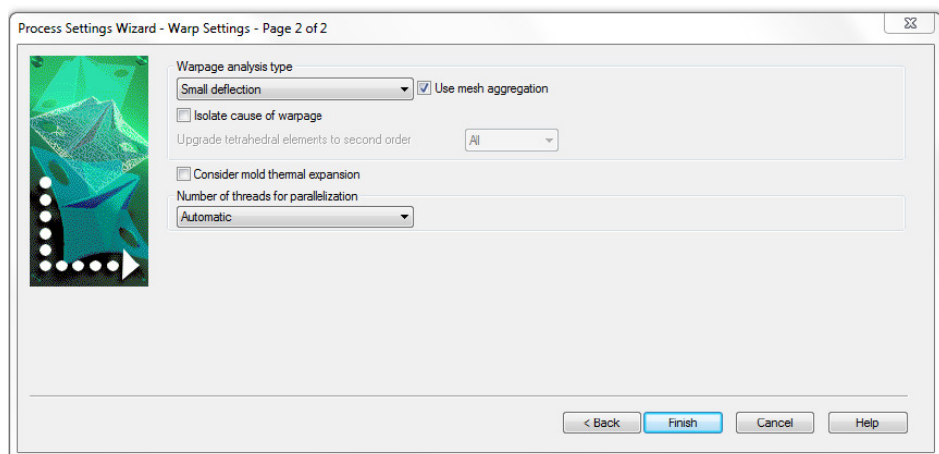 Process Settings Wizard - Warp Settings - Page 2 of 2
Warpage analysis type
Small deflection
Use mesh aggregation
Isolate cause of warpage
Upgrade tetrahedral elements to second order
All
Consider mold thermal expansion
Number of threads for parallelization
Automatic
< Back
Finish
Cancel
Help